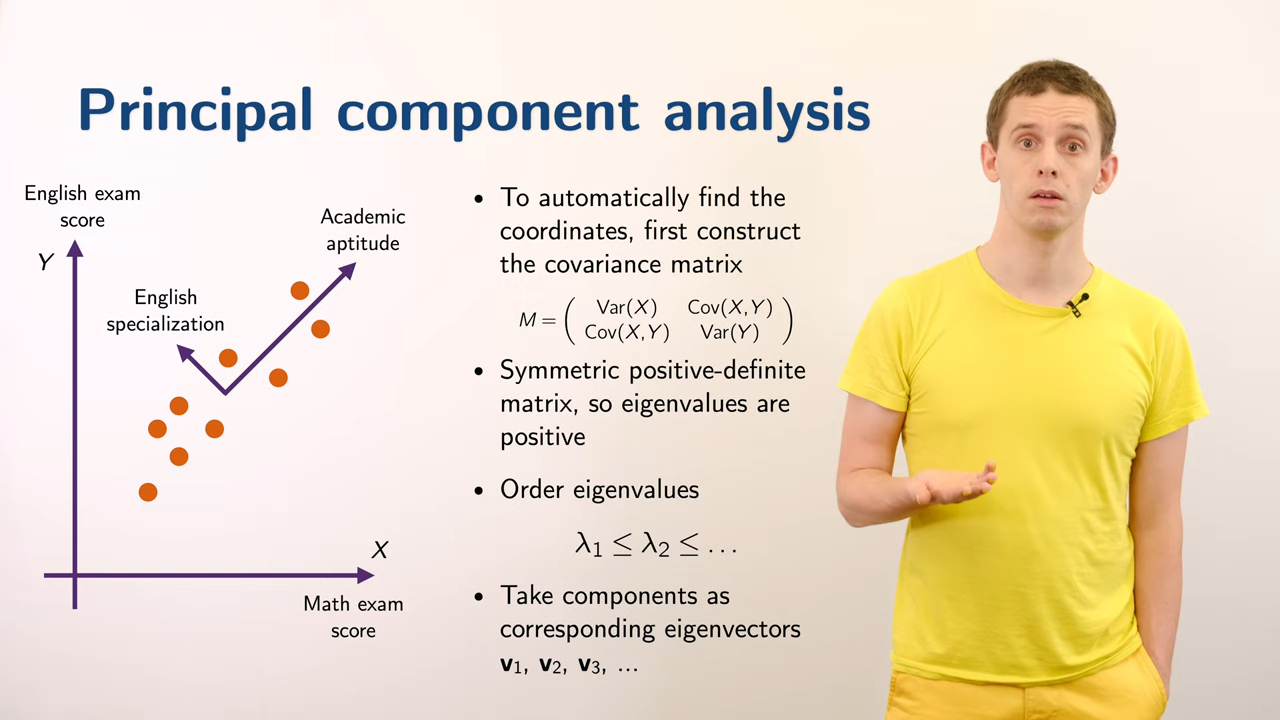 Principal component analysis
English exam
score
Y
Academic
aptitude
English
specialization
X
Math exam
score
• To automatically find the
coordinates, first construct
the covariance matrix
M = ( Var(X) Cov(X,Y)
Cov(X,Y) Var(Y) )
• Symmetric positive-definite
matrix, so eigenvalues are
positive
• Order eigenvalues
λ₁ ≤ λ₂ ≤ …
• Take components as
corresponding eigenvectors
v₁, v₂, v₃, …